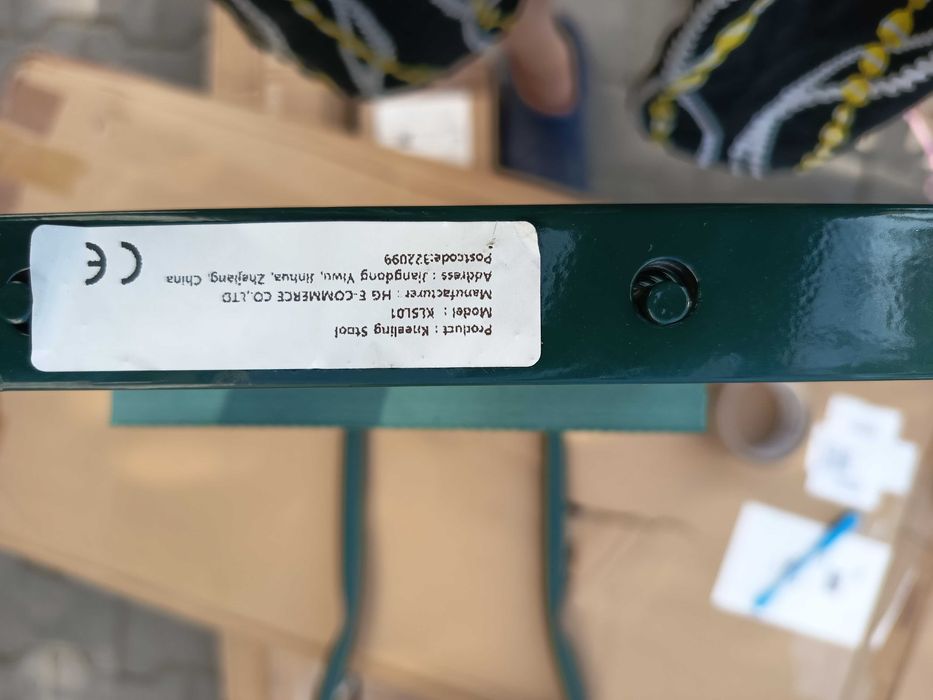 Product : Kneeling Stool
Model : KLSL01
Manufacturer : HG E-COMMERCE CO.,LTD
Address : Jiangdong Yiwu, Jinhua, Zhejiang, China
Postcode:322099
CE